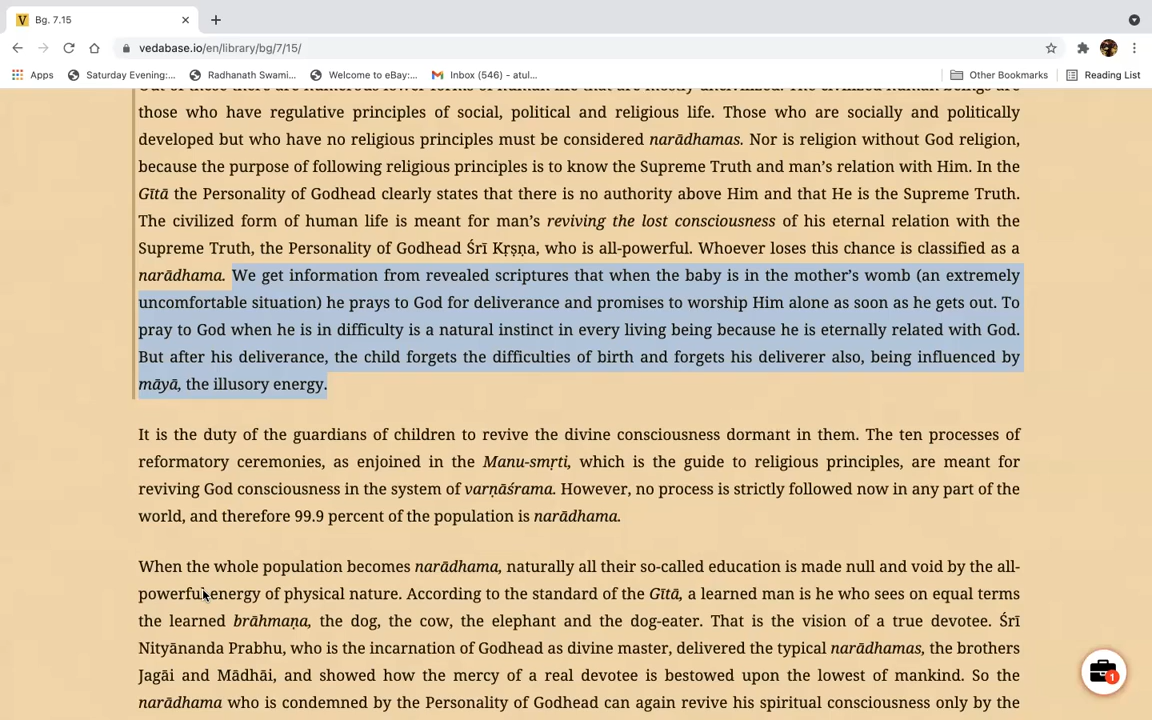 V Bg. 7.15
vedabase.io/en/library/bg/7/15/
Apps Saturday Evening:... Radhanath Swami... Welcome to eBay:... Inbox (546) - atul... Other Bookmarks Reading List
Out of these there are numerous lower forms of human life that are mostly uncivilized. The civilized human beings are
those who have regulative principles of social, political and religious life. Those who are socially and politically
developed but who have no religious principles must be considered narādhamas. Nor is religion without God religion,
because the purpose of following religious principles is to know the Supreme Truth and man’s relation with Him. In the
Gītā the Personality of Godhead clearly states that there is no authority above Him and that He is the Supreme Truth.
The civilized form of human life is meant for man’s reviving the lost consciousness of his eternal relation with the
Supreme Truth, the Personality of Godhead Śrī Kṛṣṇa, who is all-powerful. Whoever loses this chance is classified as a
narādhama. We get information from revealed scriptures that when the baby is in the mother’s womb (an extremely
uncomfortable situation) he prays to God for deliverance and promises to worship Him alone as soon as he gets out. To
pray to God when he is in difficulty is a natural instinct in every living being because he is eternally related with God.
But after his deliverance, the child forgets the difficulties of birth and forgets his deliverer also, being influenced by
māyā, the illusory energy.
It is the duty of the guardians of children to revive the divine consciousness dormant in them. The ten processes of
reformatory ceremonies, as enjoined in the Manu-smṛti, which is the guide to religious principles, are meant for
reviving God consciousness in the system of varṇāśrama. However, no process is strictly followed now in any part of the
world, and therefore 99.9 percent of the population is narādhama.
When the whole population becomes narādhama, naturally all their so-called education is made null and void by the all-
powerful energy of physical nature. According to the standard of the Gītā, a learned man is he who sees on equal terms
the learned brāhmaṇa, the dog, the cow, the elephant and the dog-eater. That is the vision of a true devotee. Śrī
Nityānanda Prabhu, who is the incarnation of Godhead as divine master, delivered the typical narādhamas, the brothers
Jagāi and Mādhāi, and showed how the mercy of a real devotee is bestowed upon the lowest of mankind. So the
narādhama who is condemned by the Personality of Godhead can again revive his spiritual consciousness only by the
1